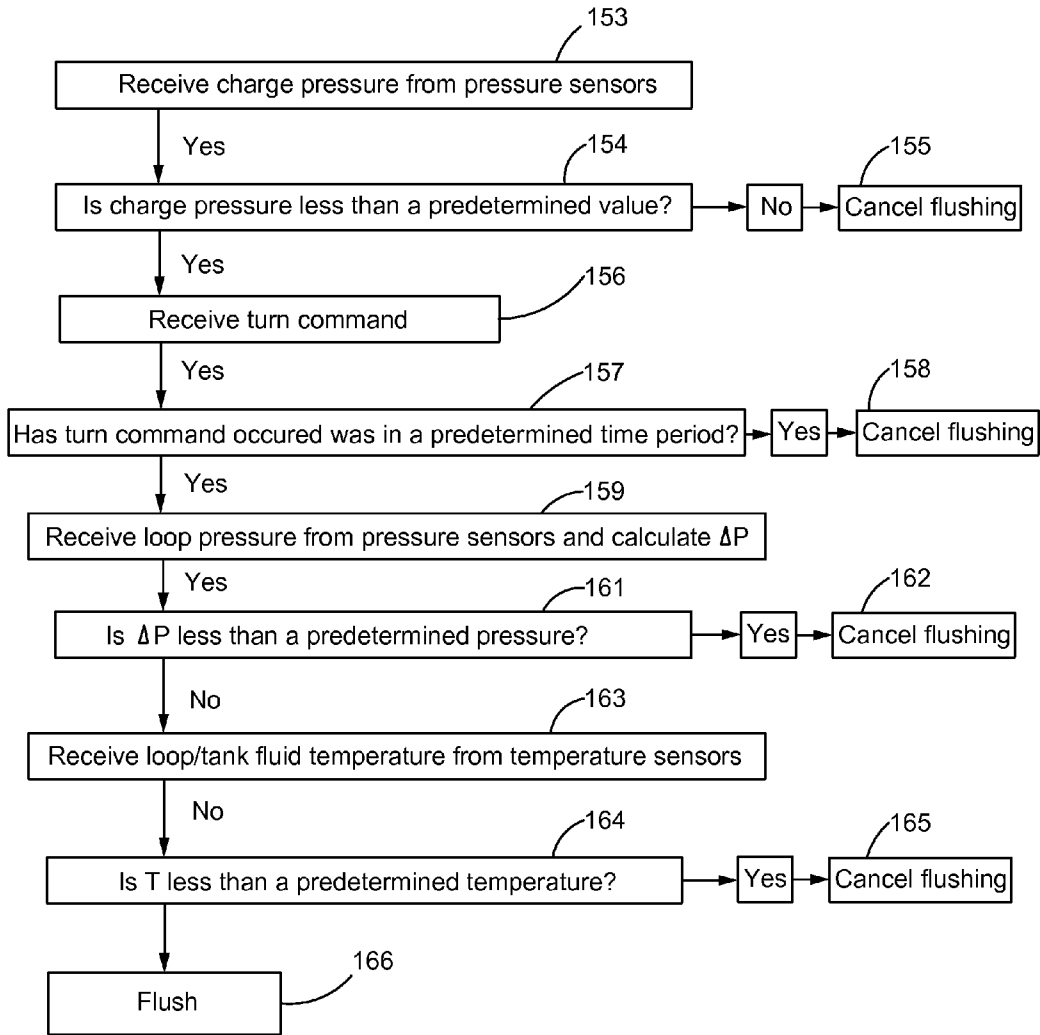 153
Receive charge pressure from pressure sensors
Yes
154
155
Is charge pressure less than a predetermined value?
No
Cancel flushing
Yes
156
Receive turn command
Yes
157
158
Has turn command occured was in a predetermined time period?
Yes
Cancel flushing
Yes
159
Receive loop pressure from pressure sensors and calculate ΔP
Yes
161
162
Is ΔP less than a predetermined pressure?
Yes
Cancel flushing
No
163
Receive loop/tank fluid temperature from temperature sensors
No
164
165
Is T less than a predetermined temperature?
Yes
Cancel flushing
166
Flush